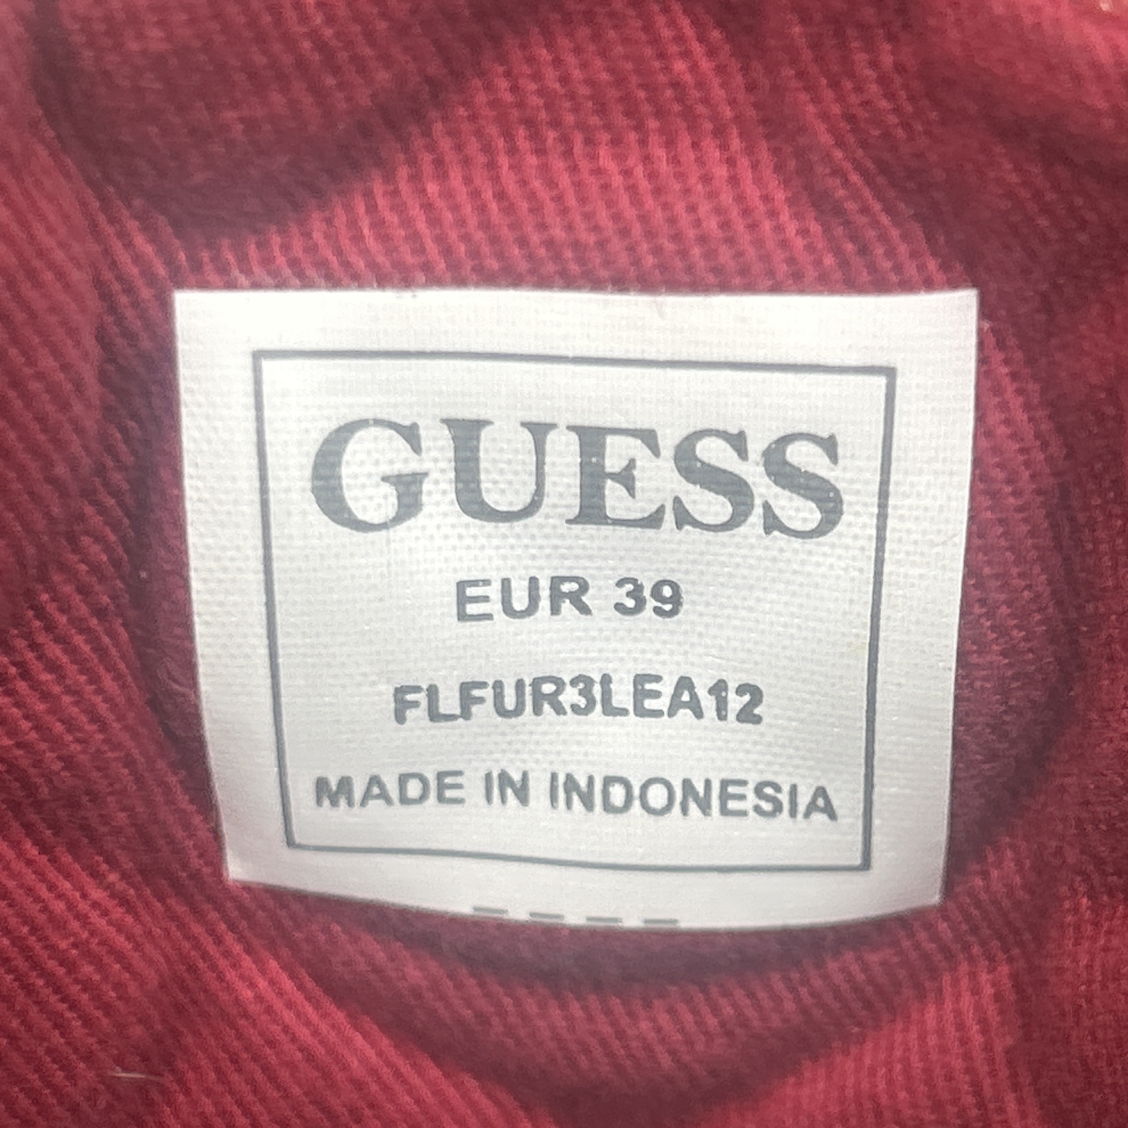 GUESS
EUR 39
FLFUR3LEA12
MADE IN INDONESIA